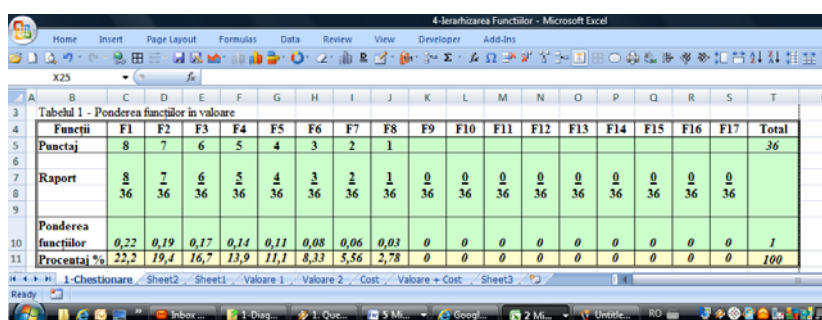 4-Ierarhizarea Functiilor - Microsoft Excel
Home Insert Page Layout Formulas Data Review View Developer Add-Ins
X25 fx
A B C D E F G H I J K L M N O P Q R S T
3 Tabelul 1 - Ponderea funcțiilor în valoare
4 Funcții F1 F2 F3 F4 F5 F6 F7 F8 F9 F10 F11 F12 F13 F14 F15 F16 F17 Total
5 Punctaj 8 7 6 5 4 3 2 1 36
6
7 Raport 8 7 6 5 4 3 2 1 0 0 0 0 0 0 0 0 0
8 36 36 36 36 36 36 36 36 36 36 36 36 36 36 36 36 36
9
Ponderea
10 funcțiilor 0,22 0,19 0,17 0,14 0,11 0,08 0,06 0,03 0 0 0 0 0 0 0 0 0 1
11 Procentaj % 22,2 19,4 16,7 13,9 11,1 8,33 5,56 2,78 0 0 0 0 0 0 0 0 0 100
1-Chestionare Sheet2 Sheet1 Valoare 1 Valoare 2 Cost Valoare + Cost Sheet3
Ready
Inbox ... 1-Diag... 1. Que... 5 Mi... Googl... 2 Mi... Untitle... RO